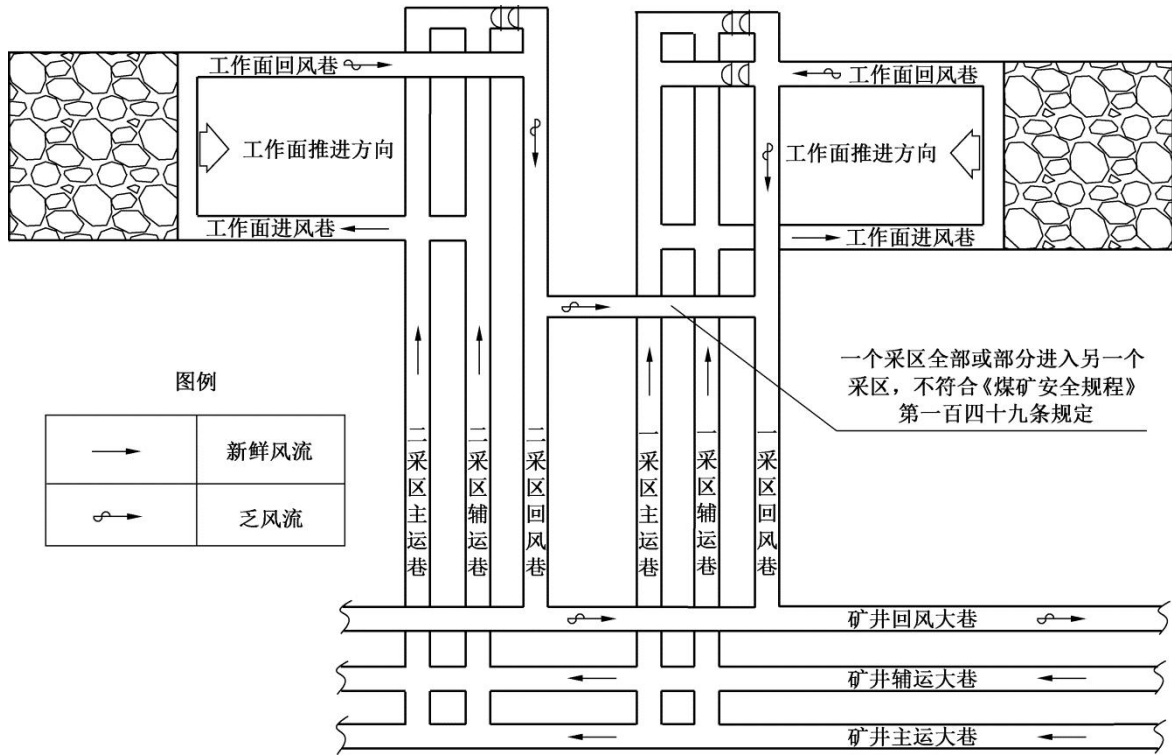 工作面回风巷
工作面回风巷
工作面推进方向
工作面推进方向
工作面进风巷
工作面进风巷
一个采区全部或部分进入另一个
采区，不符合《煤矿安全规程》
第一百四十九条规定
图例
新鲜风流
乏风流
二采区主运巷
二采区辅运巷
二采区回风巷
一采区主运巷
一采区辅运巷
一采区回风巷
矿井回风大巷
矿井辅运大巷
矿井主运大巷